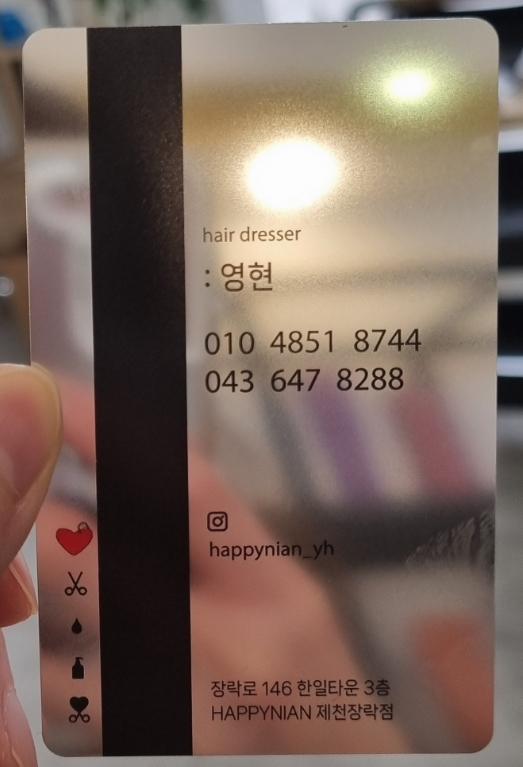 hair dresser
: 영현
010 4851 8744
043 647 8288
happynian_yh
장락로 146 한일타운 3층
HAPPYNIAN 제천장락점